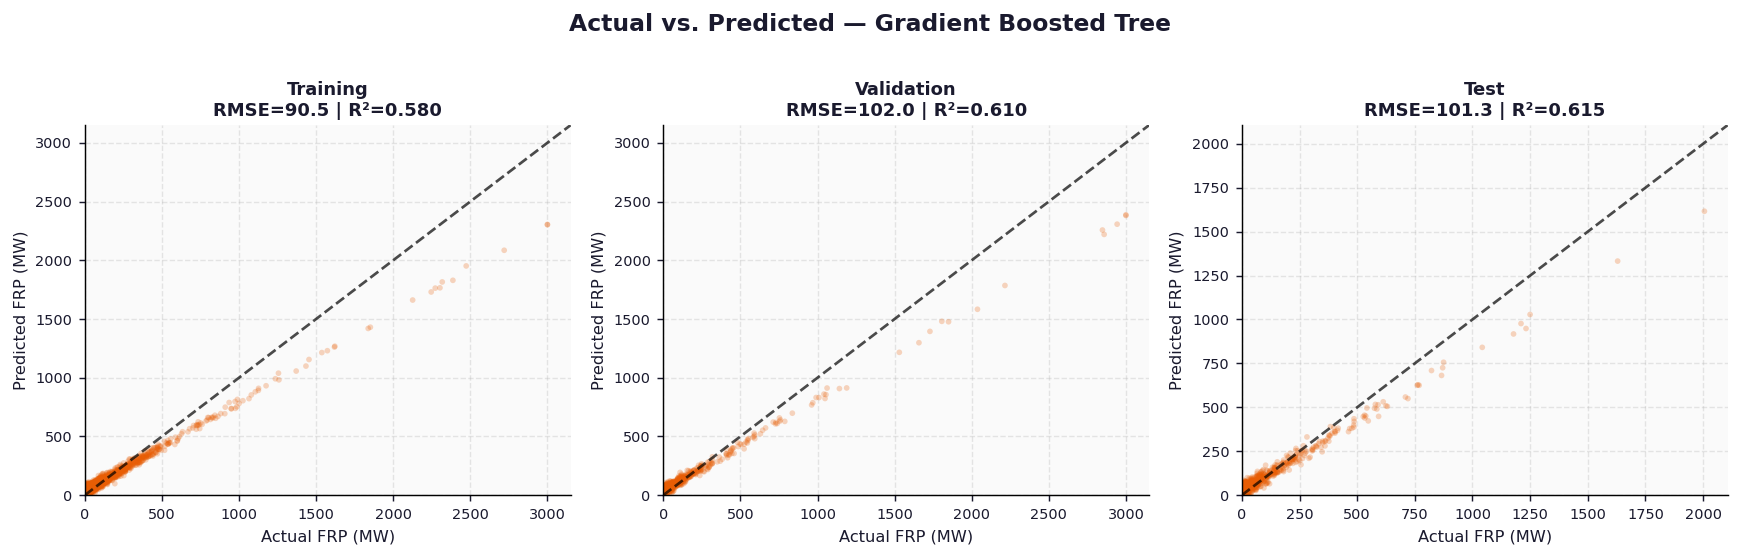 Actual vs. Predicted — Gradient Boosted Tree
Training
RMSE=90.5 | R²=0.580
Predicted FRP (MW)
3000
2500
2000
1500
1000
500
0
0 500 1000 1500 2000 2500 3000
Actual FRP (MW)
Validation
RMSE=102.0 | R²=0.610
Predicted FRP (MW)
3000
2500
2000
1500
1000
500
0
0 500 1000 1500 2000 2500 3000
Actual FRP (MW)
Test
RMSE=101.3 | R²=0.615
Predicted FRP (MW)
2000
1750
1500
1250
1000
750
500
250
0
0 250 500 750 1000 1250 1500 1750 2000
Actual FRP (MW)